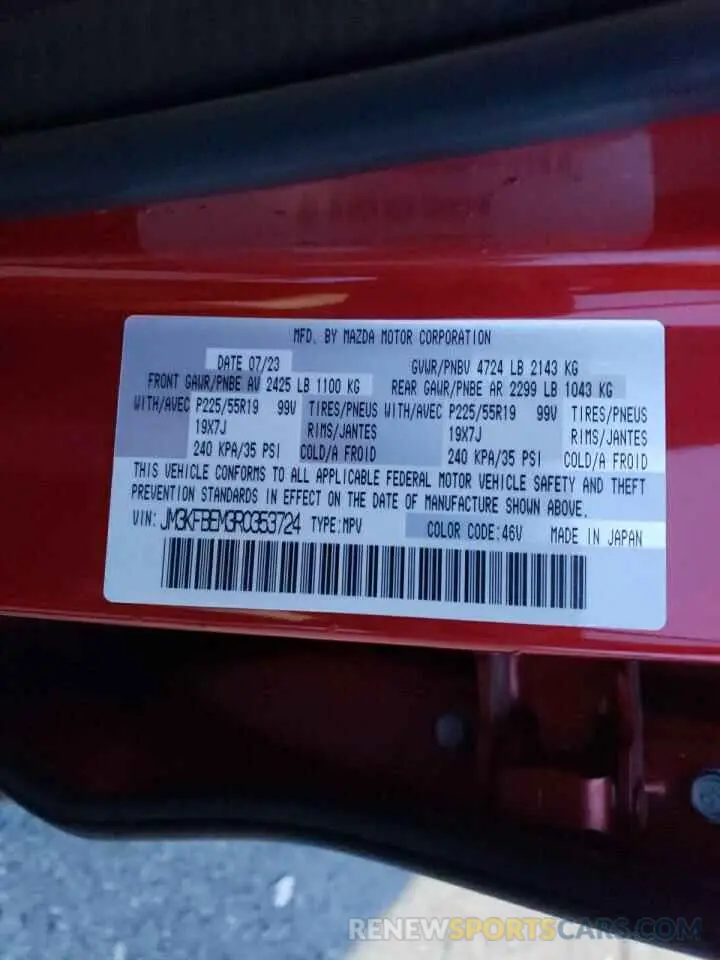 MFD. BY MAZDA MOTOR CORPORATION
DATE 07/23 GVWR/PNBV 4724 LB 2143 KG
FRONT GAWR/PNBE AV 2425 LB 1100 KG REAR GAWR/PNBE AR 2299 LB 1043 KG
WITH/AVEC P225/55R19 99V TIRES/PNEUS WITH/AVEC P225/55R19 99V TIRES/PNEUS
19X7J RIMS/JANTES 19X7J RIMS/JANTES
240 KPA/35 PSI COLD/A FROID 240 KPA/35 PSI COLD/A FROID
THIS VEHICLE CONFORMS TO ALL APPLICABLE FEDERAL MOTOR VEHICLE SAFETY AND THEFT
PREVENTION STANDARDS IN EFFECT ON THE DATE OF MANUFACTURE SHOWN ABOVE.
VIN: JM3KFBEM3R0353724 TYPE:MPV COLOR CODE:46V MADE IN JAPAN
RENEWSPORTSCARS.COM